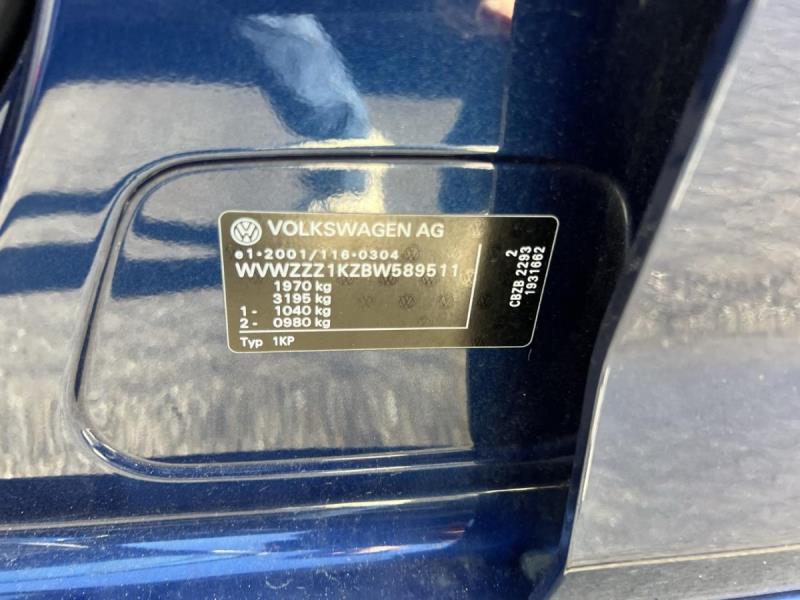 VOLKSWAGEN AG
e1*2001/116*0304
WVWZZZ1KZBW589511
1970 kg
3195 kg
1 - 1040 kg
2 - 0980 kg
Typ 1KP
2
CBZB 2293
1931662